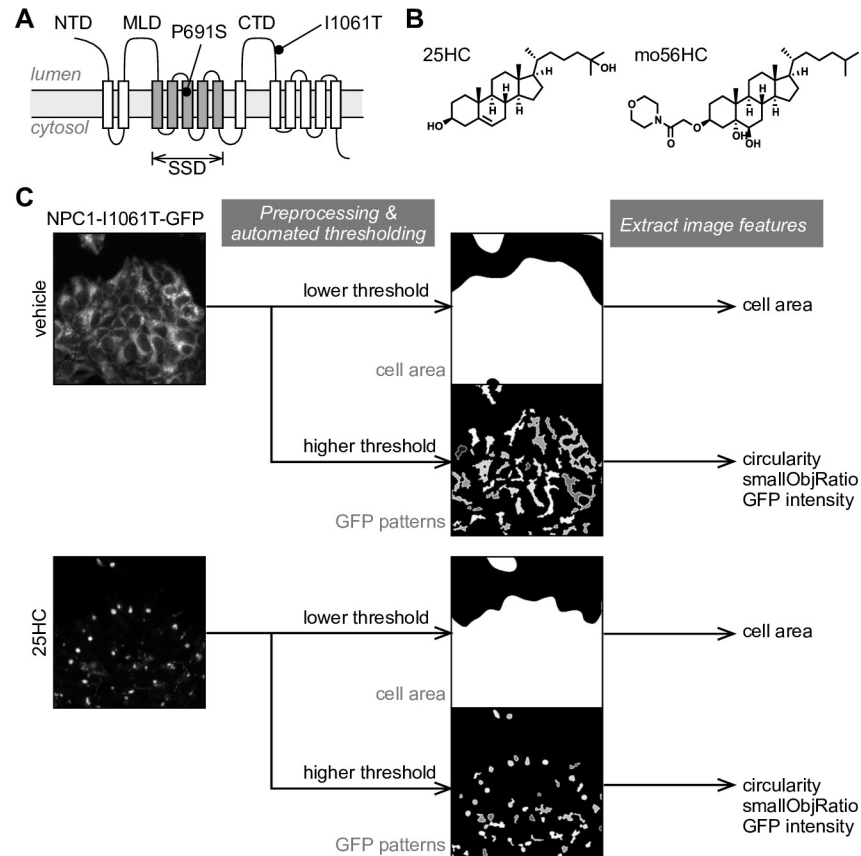 A
NTD
MLD
P691S
CTD
I1061T
lumen
cytosol
SSD
B
25HC
mo56HC
OH
H
H
H
HO
O
N
O
O
OH
OH
H
H
H
C
NPC1-I1061T-GFP
Preprocessing &
automated thresholding
Extract image features
vehicle
lower threshold
cell area
cell area
higher threshold
GFP patterns
circularity
smallObjRatio
GFP intensity
25HC
lower threshold
cell area
cell area
higher threshold
GFP patterns
circularity
smallObjRatio
GFP intensity